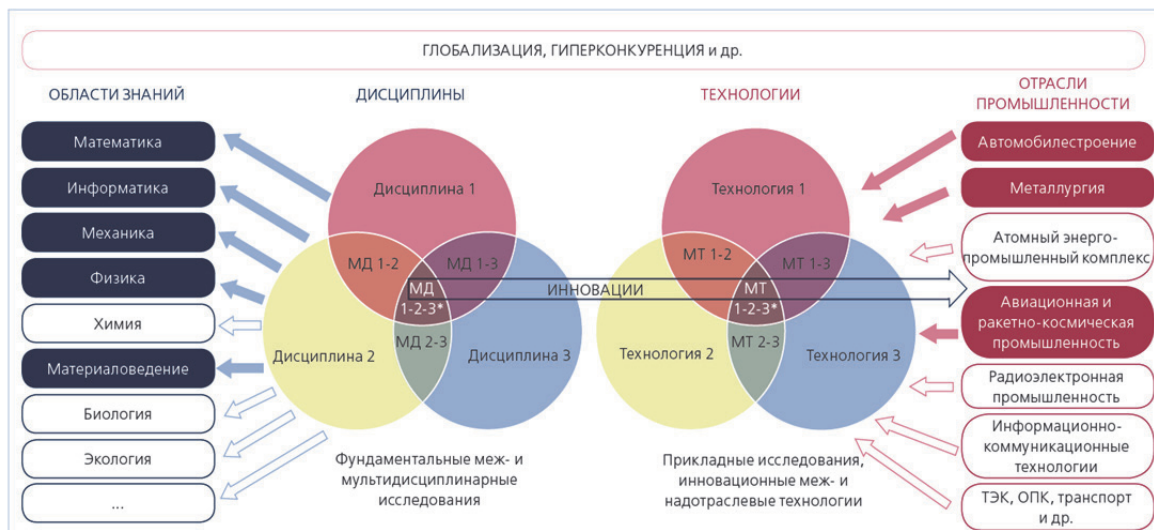 ГЛОБАЛИЗАЦИЯ, ГИПЕРКОНКУРЕНЦИЯ и др.
ОБЛАСТИ ЗНАНИЙ
Математика
Информатика
Механика
Физика
Химия
Материаловедение
Биология
Экология
...
ДИСЦИПЛИНЫ
Дисциплина 1
МД 1-2
МД 1-3
МД
1-2-3*
Дисциплина 2
МД 2-3
Дисциплина 3
Фундаментальные меж- и
мультидисциплинарные
исследования
ИННОВАЦИИ
ТЕХНОЛОГИИ
Технология 1
МТ 1-2
МТ 1-3
МТ
1-2-3*
Технология 2
МТ 2-3
Технология 3
Прикладные исследования,
инновационные меж- и
надотраслевые технологии
ОТРАСЛИ
ПРОМЫШЛЕННОСТИ
Автомобилестроение
Металлургия
Атомный энерго-
промышленный комплекс
Авиационная и
ракетно-космическая
промышленность
Радиоэлектронная
промышленность
Информационно-
коммуникационные
технологии
ТЭК, ОПК, транспорт
и др.